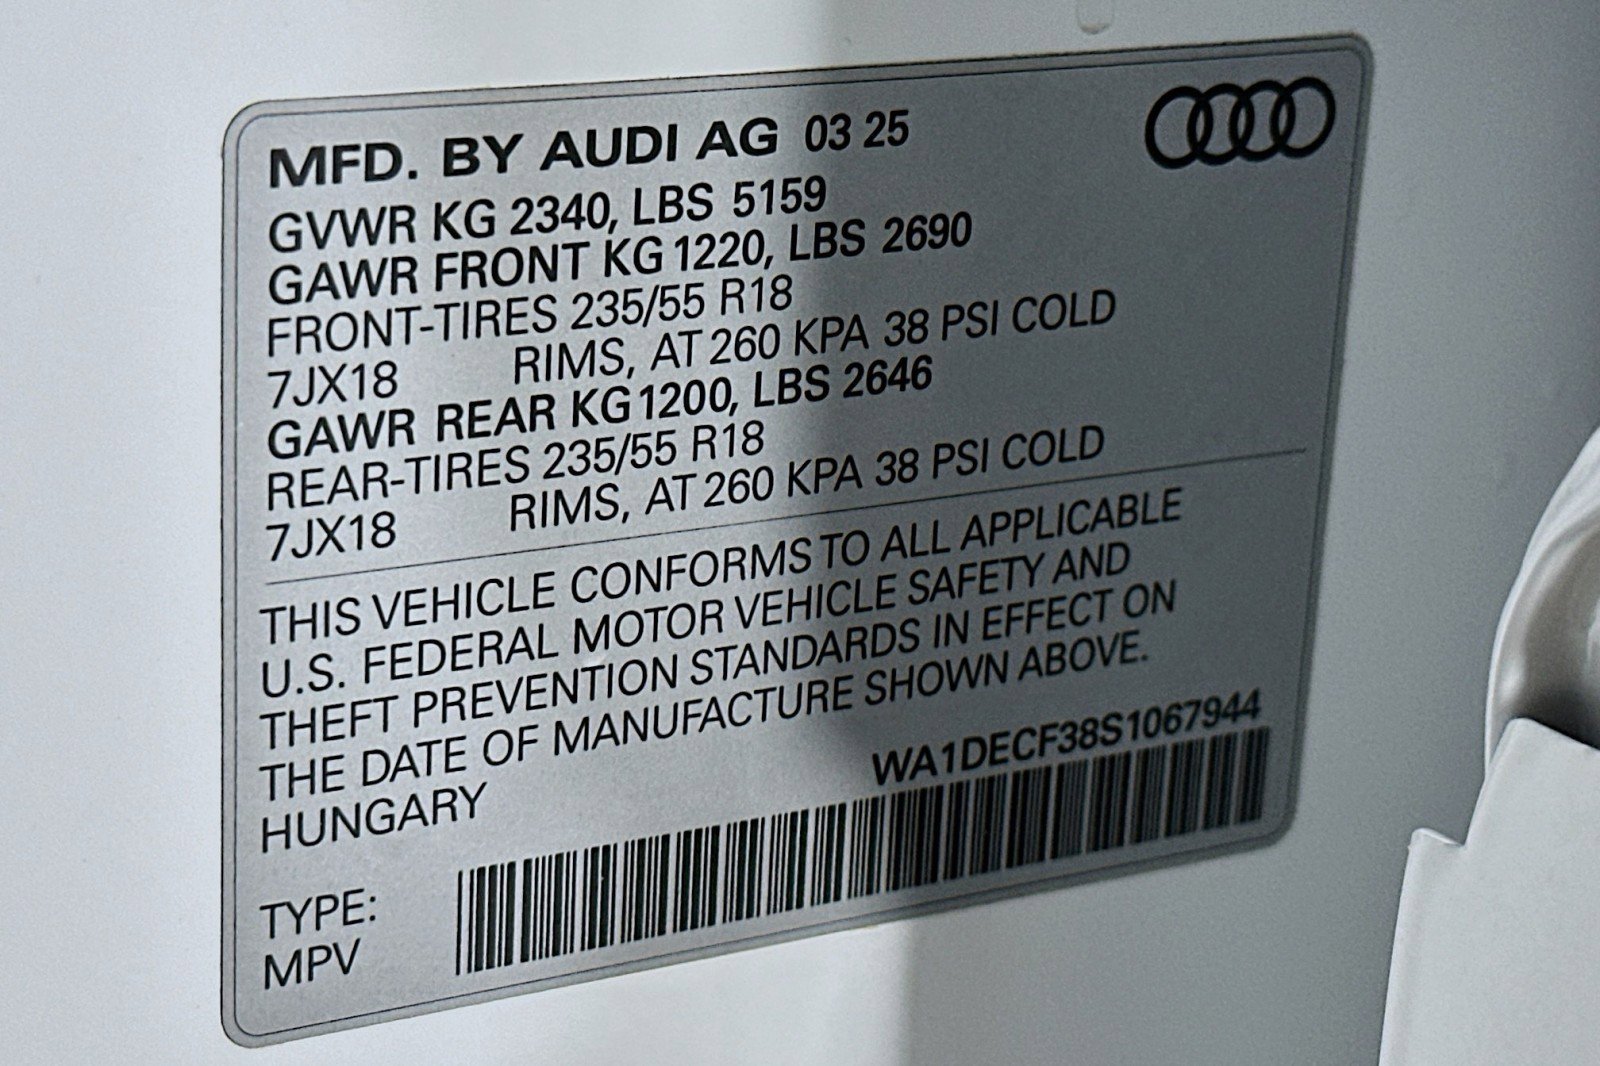 MFD. BY AUDI AG 03 25
GVWR KG 2340, LBS 5159
GAWR FRONT KG 1220, LBS 2690
FRONT-TIRES 235/55 R18
7JX18 RIMS, AT 260 KPA 38 PSI COLD
GAWR REAR KG 1200, LBS 2646
REAR-TIRES 235/55 R18
7JX18 RIMS, AT 260 KPA 38 PSI COLD
THIS VEHICLE CONFORMS TO ALL APPLICABLE
U.S. FEDERAL MOTOR VEHICLE SAFETY AND
THEFT PREVENTION STANDARDS IN EFFECT ON
THE DATE OF MANUFACTURE SHOWN ABOVE.
HUNGARY
WA1DECF38S1067944
TYPE:
MPV